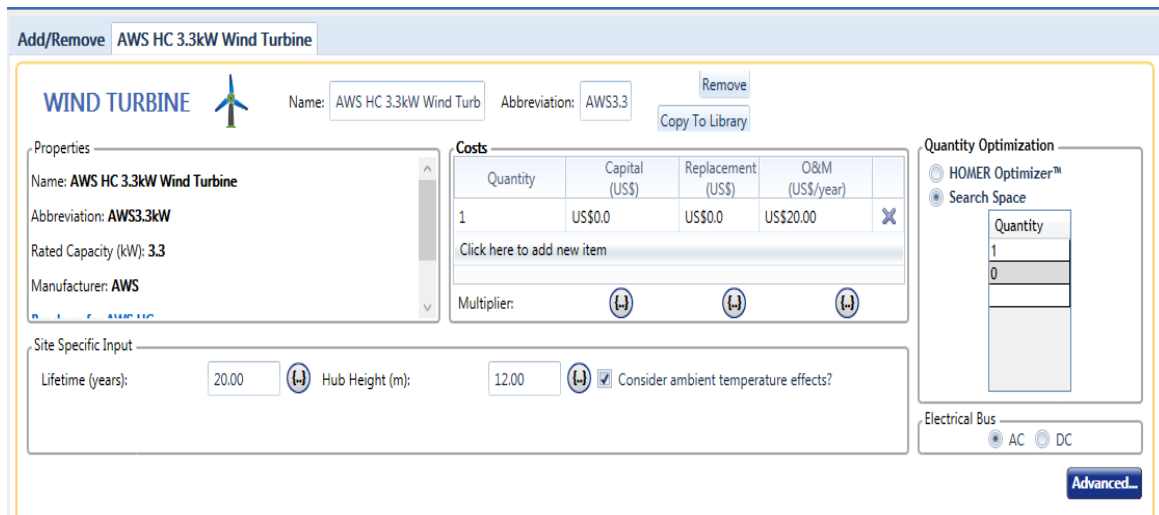 Add/Remove AWS HC 3.3kW Wind Turbine
WIND TURBINE
Name: AWS HC 3.3kW Wind Turb
Abbreviation: AWS3.3
Remove
Copy To Library
Properties
Name: AWS HC 3.3kW Wind Turbine
Abbreviation: AWS3.3kW
Rated Capacity (kW): 3.3
Manufacturer: AWS
Costs
Quantity Capital (US$) Replacement (US$) O&M (US$/year)
1 US$0.0 US$0.0 US$20.00
Click here to add new item
Multiplier: {..} {..} {..}
Quantity Optimization
HOMER Optimizer™
Search Space
Quantity
1
0
Site Specific Input
Lifetime (years): 20.00 {..} Hub Height (m): 12.00 {..} Consider ambient temperature effects?
Electrical Bus
AC DC
Advanced...